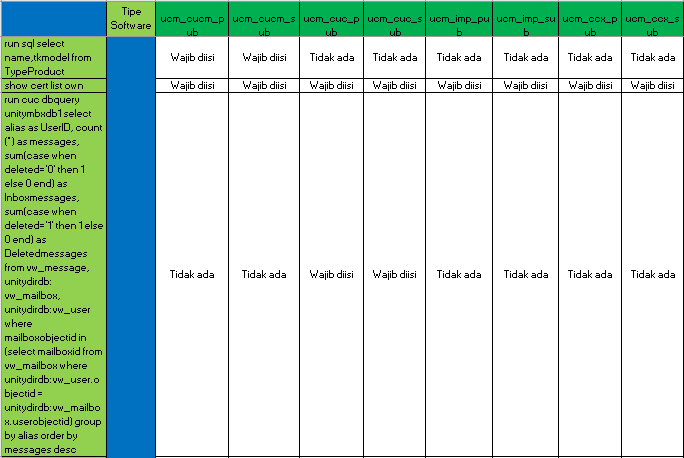 Tipe
Software
ucm_cucm_p
ub
ucm_cucm_s
ub
ucm_cuc_p
ub
ucm_cuc_s
ub
ucm_imp_pu
b
ucm_imp_su
b
ucm_ccx_p
ub
ucm_ccx_s
ub
run sql select
name,tkmodel from
TypeProduct
Wajib diisi
Wajib diisi
Tidak ada
Tidak ada
Tidak ada
Tidak ada
Tidak ada
Tidak ada
show cert list own
Wajib diisi
Wajib diisi
Wajib diisi
Wajib diisi
Wajib diisi
Wajib diisi
Wajib diisi
Wajib diisi
run cuc dbquery
unitymbxdb1 select
alias as UserID, count
(*) as messages,
sum(case when
deleted='0' then 1
else 0 end) as
Inboxmessages,
sum(case when
deleted='1' then 1 else
0 end) as
Deletedmessages
from vw_message,
unitydirdb:
vw_mailbox,
unitydirdb:vw_user
where
mailboxobjectid in
(select mailboxid from
vw_mailbox where
unitydirdb:vw_user.o
bjectid =
unitydirdb:vw_mailbo
x.userobjectid) group
by alias order by
messages desc
Tidak ada
Tidak ada
Wajib diisi
Wajib diisi
Tidak ada
Tidak ada
Tidak ada
Tidak ada